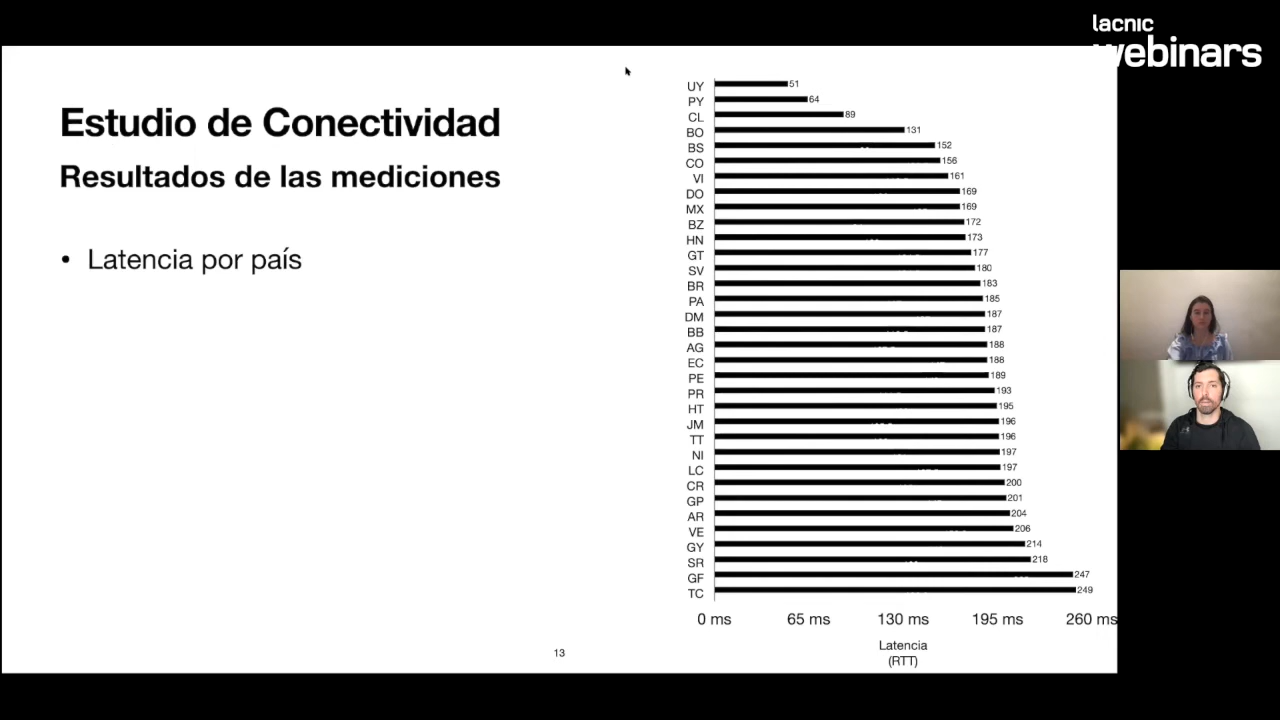 lacnic
webinars
Estudio de Conectividad
Resultados de las mediciones
• Latencia por país
UY 51
PY 64
CL 89
BO 131
BS 152
CO 156
VI 161
DO 169
MX 169
BZ 172
HN 173
GT 177
SV 180
BR 183
PA 185
DM 187
BB 187
AG 188
EC 188
PE 189
PR 193
HT 195
JM 196
TT 196
NI 197
LC 197
CR 200
GP 201
AR 204
VE 206
GY 214
SR 218
GF 247
TC 249
0 ms 65 ms 130 ms 195 ms 260 ms
Latencia
(RTT)
13